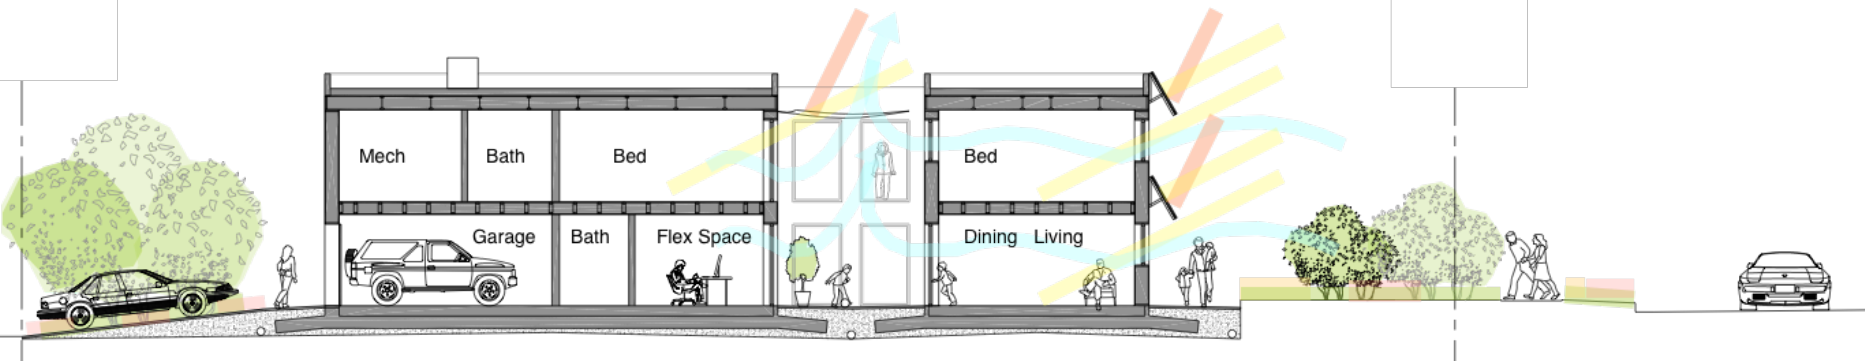 Mech
Bath
Bed
Bed
Garage
Bath
Flex Space
Dining
Living